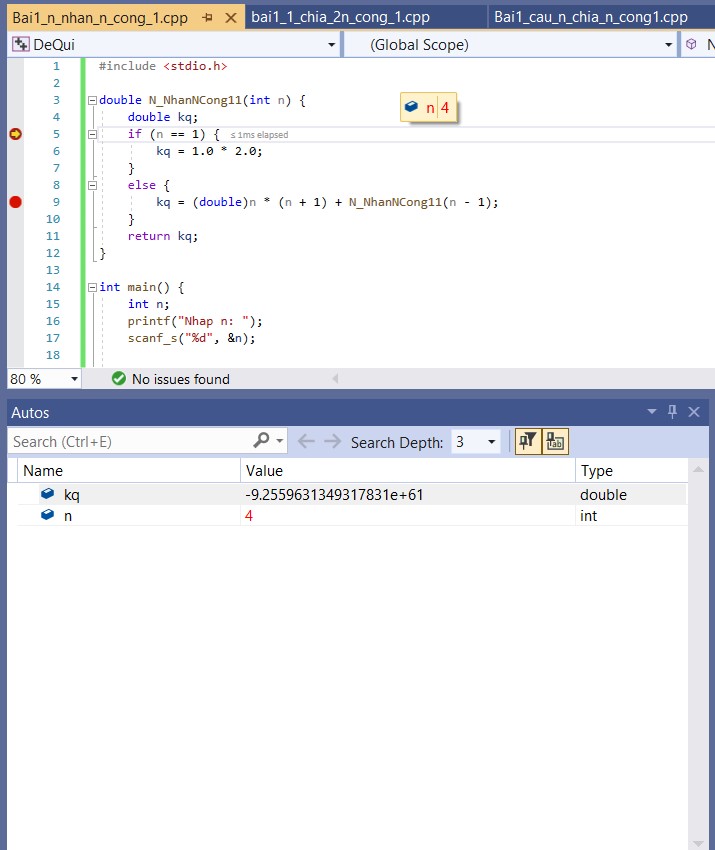 Bai1_n_nhan_n_cong_1.cpp
bai1_1_chia_2n_cong_1.cpp
Bai1_cau_n_chia_n_cong1.cpp
DeQui
(Global Scope)
N
1 #include <stdio.h>
2
3 double N_NhanNCong11(int n) {
n 4
4 double kq;
5 if (n == 1) { ≤ 1ms elapsed
6 kq = 1.0 * 2.0;
7 }
8 else {
9 kq = (double)n * (n + 1) + N_NhanNCong11(n - 1);
10 }
11 return kq;
12 }
13
14 int main() {
15 int n;
16 printf("Nhap n: ");
17 scanf_s("%d", &n);
18
80 % No issues found
Autos
Search (Ctrl+E) Search Depth: 3
Name Value Type
kq -9.2559631349317831e+61 double
n 4 int